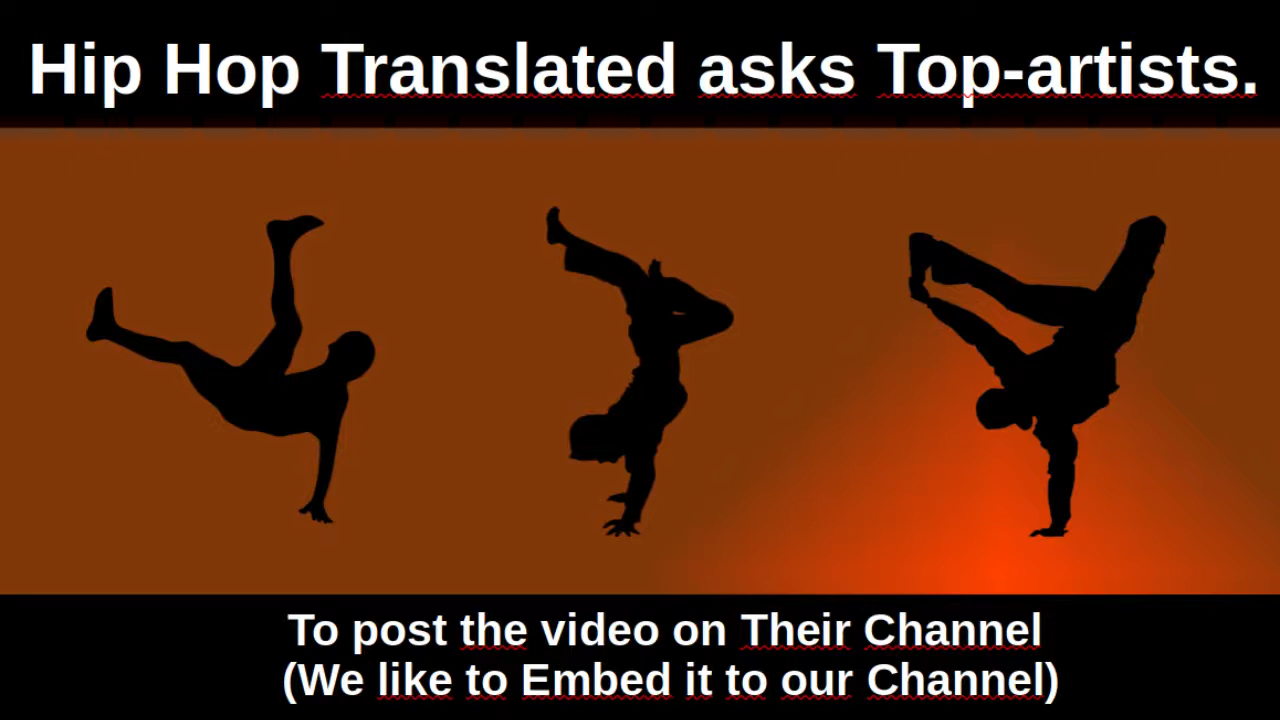 Hip Hop Translated asks Top-artists.
To post the video on Their Channel
(We like to Embed it to our Channel)